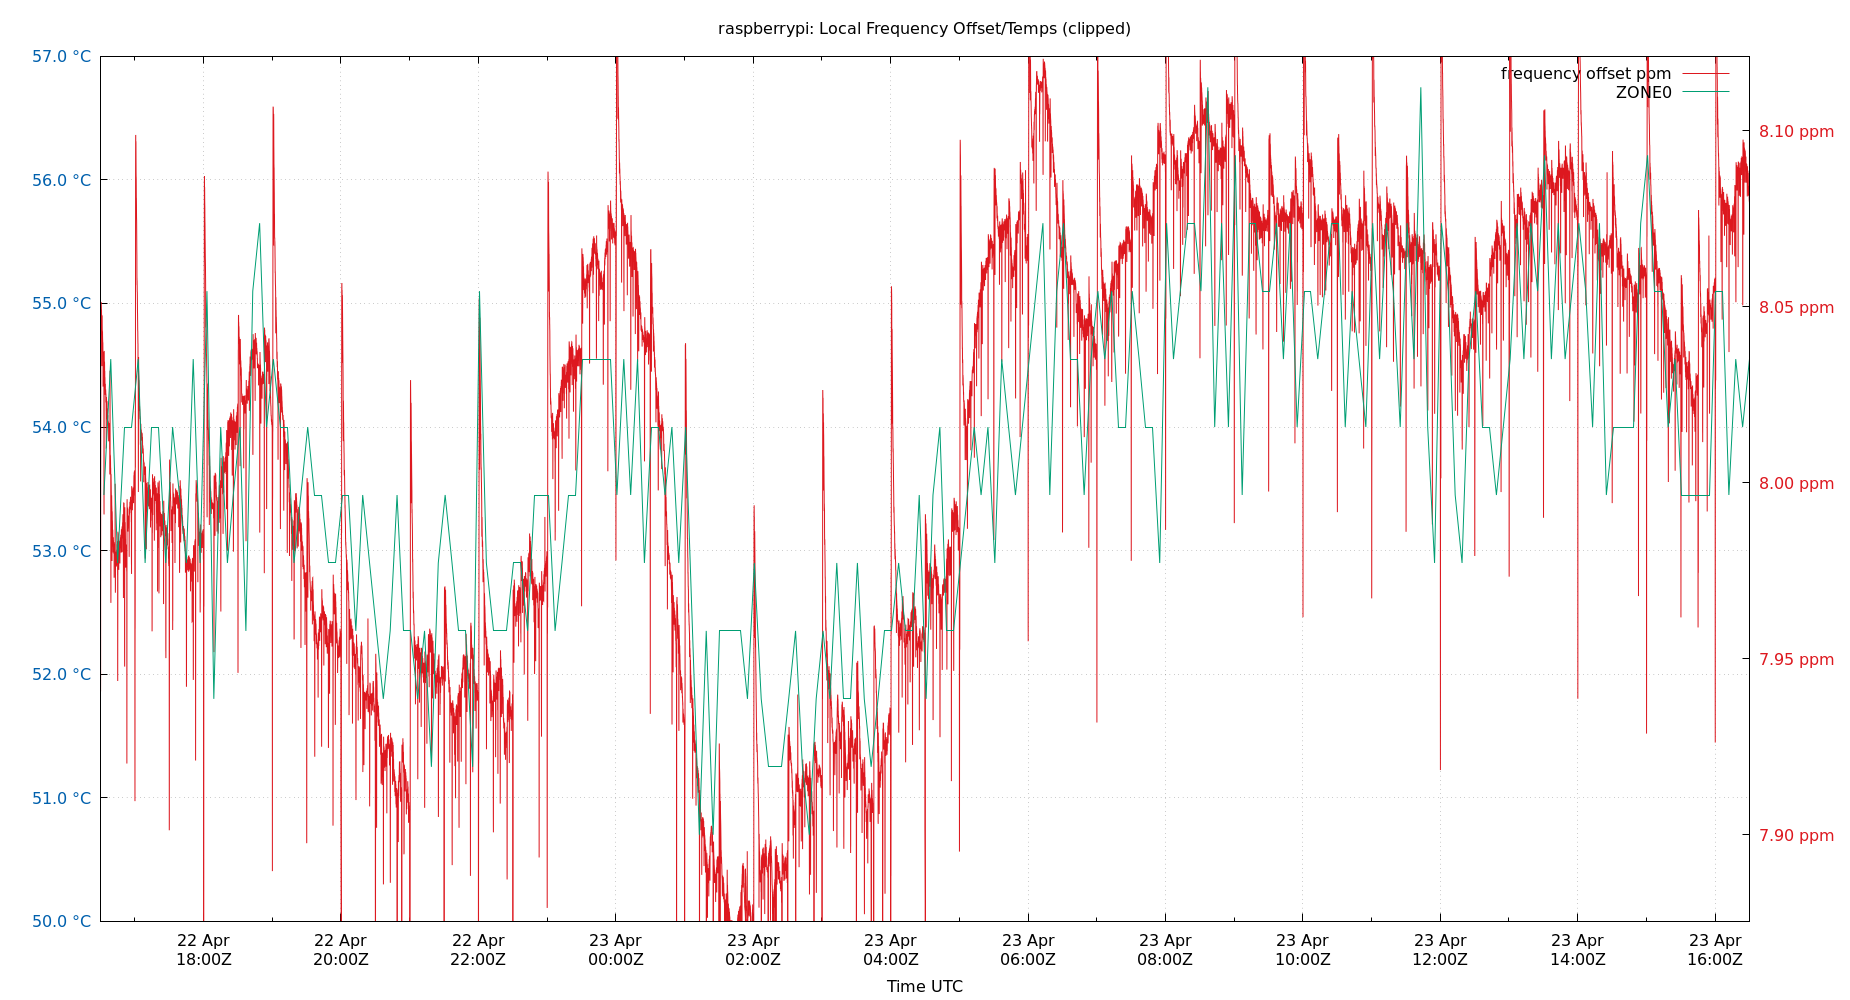 raspberrypi: Local Frequency Offset/Temps (clipped)
57.0 °C
56.0 °C
55.0 °C
54.0 °C
53.0 °C
52.0 °C
51.0 °C
50.0 °C
frequency offset ppm
ZONE0
8.10 ppm
8.05 ppm
8.00 ppm
7.95 ppm
7.90 ppm
22 Apr
18:00Z
22 Apr
20:00Z
22 Apr
22:00Z
23 Apr
00:00Z
23 Apr
02:00Z
23 Apr
04:00Z
23 Apr
06:00Z
23 Apr
08:00Z
23 Apr
10:00Z
23 Apr
12:00Z
23 Apr
14:00Z
23 Apr
16:00Z
Time UTC